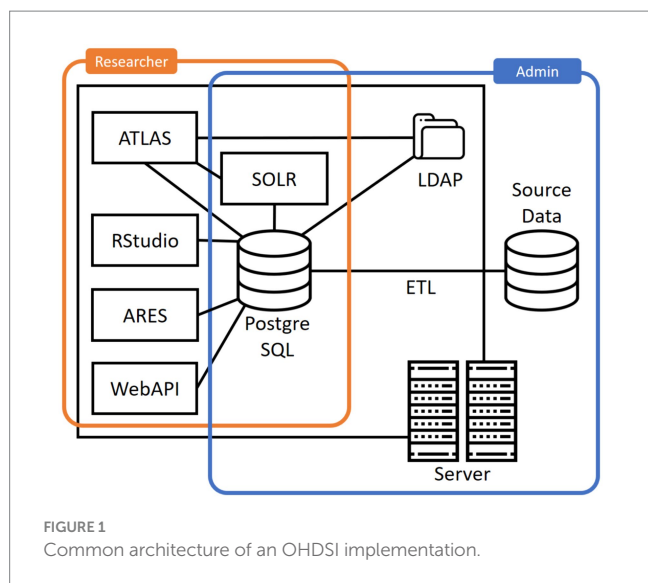 Researcher
Admin
ATLAS
SOLR
LDAP
Source
Data
RStudio
ETL
ARES
Postgre
SQL
WebAPI
Server
FIGURE 1
Common architecture of an OHDSI implementation.